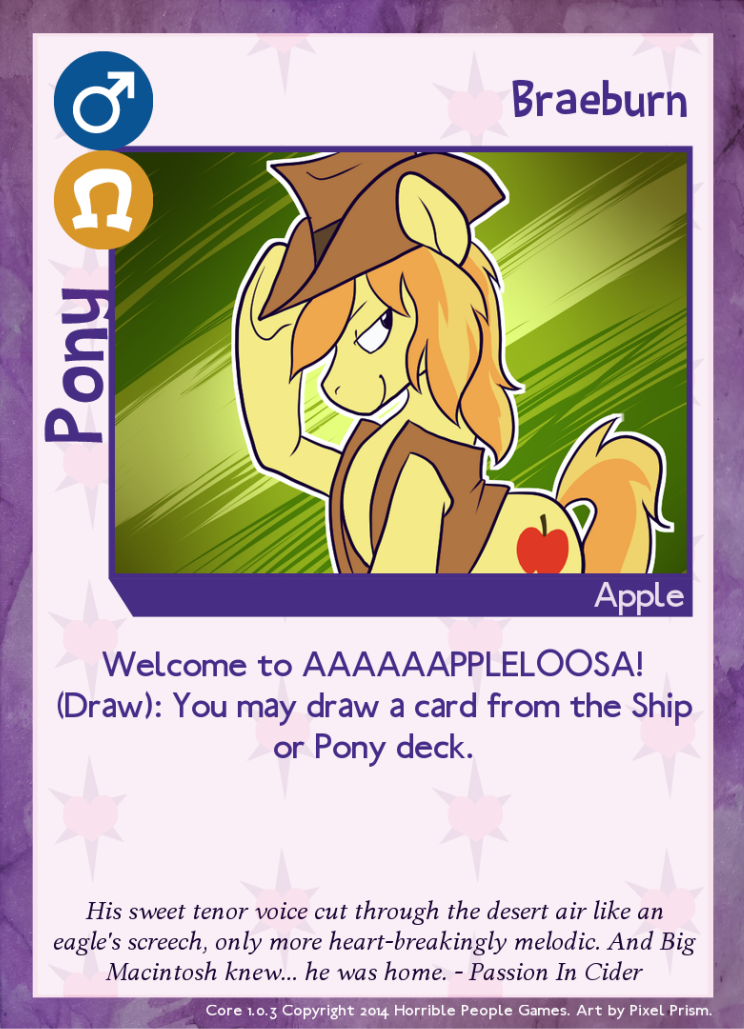 Braeburn
Pony
Apple
Welcome to AAAAAAPPLELOOSA!
(Draw): You may draw a card from the Ship
or Pony deck.
His sweet tenor voice cut through the desert air like an
eagle's screech, only more heart-breakingly melodic. And Big
Macintosh knew... he was home. - Passion In Cider
Core 1.0.3 Copyright 2014 Horrible People Games. Art by Pixel Prism.